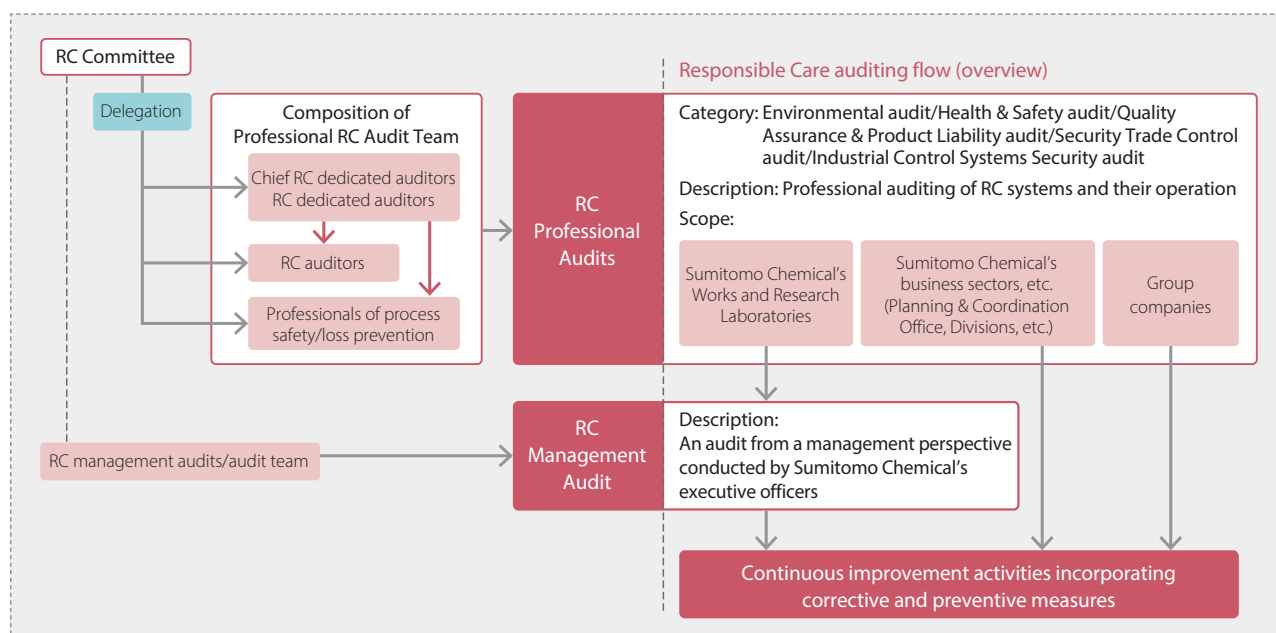 RC Committee
Delegation
Composition of
Professional RC Audit Team
Chief RC dedicated auditors
RC dedicated auditors
RC auditors
Professionals of process
safety/loss prevention
RC management audits/audit team
RC
Professional
Audits
Responsible Care auditing flow (overview)
Category: Environmental audit/Health & Safety audit/Quality
Assurance & Product Liability audit/Security Trade Control
audit/Industrial Control Systems Security audit
Description: Professional auditing of RC systems and their operation
Scope:
Sumitomo Chemical's
Works and Research
Laboratories
Sumitomo Chemical's
business sectors, etc.
(Planning & Coordination
Office, Divisions, etc.)
Group
companies
RC
Management
Audit
Description:
An audit from a management perspective
conducted by Sumitomo Chemical's
executive officers
Continuous improvement activities incorporating
corrective and preventive measures